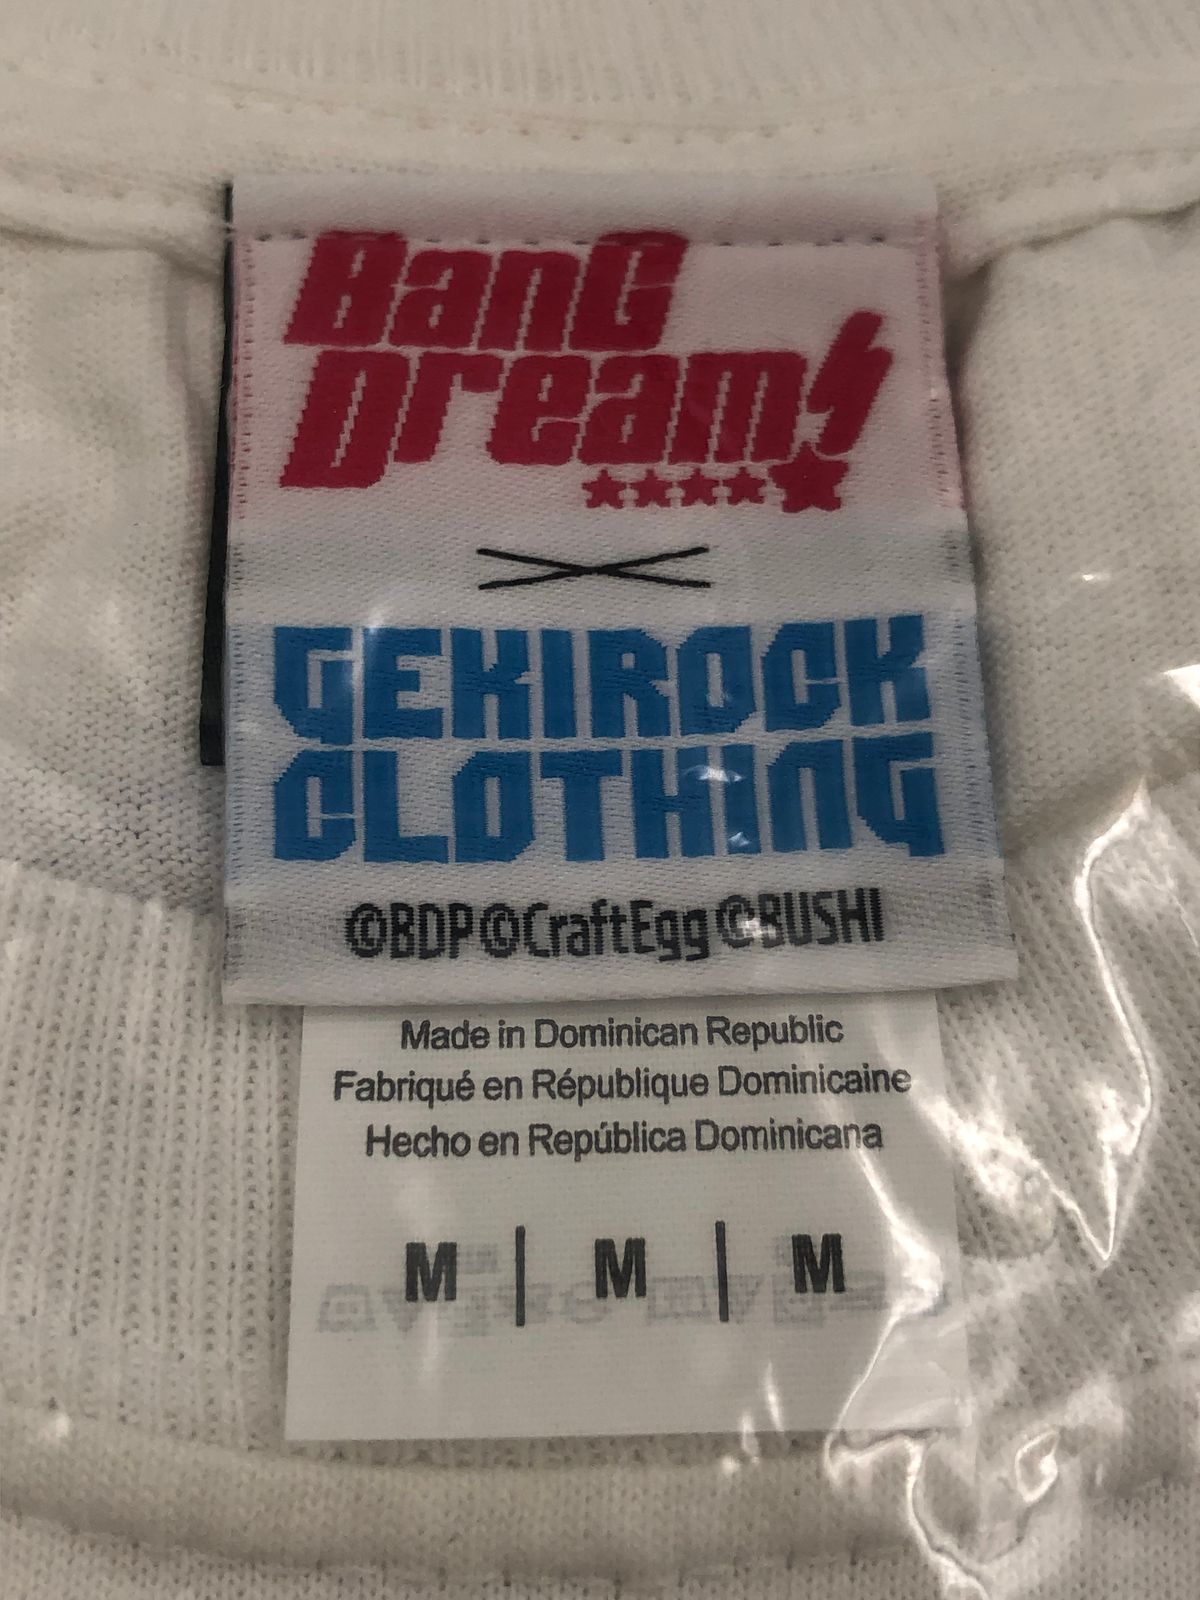 BanG
Dream!
GEKIROCK
CLOTHING
©BDP ©CraftEgg ©BUSHI
Made in Dominican Republic
Fabriqué en République Dominicaine
Hecho en República Dominicana
M | M | M